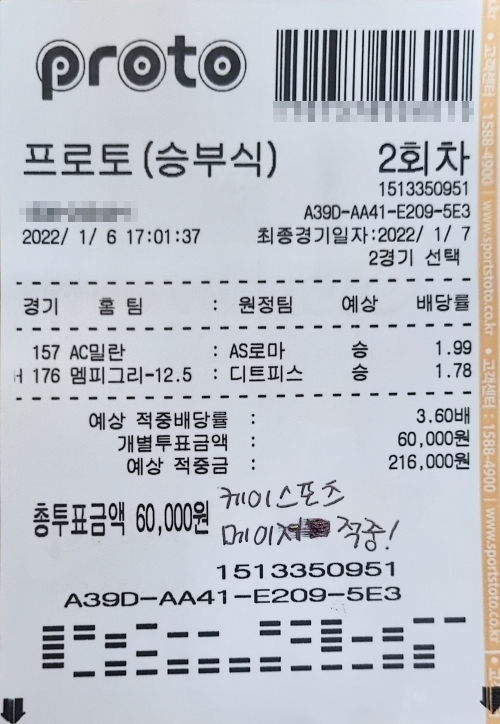 proto
프로토(승부식) 2회차
1513350951
A39D-AA41-E209-5E3
2022/ 1/ 6 17:01:37 최종경기일자:2022/ 1/ 7
2경기 선택
경기 홈 팀 : 원정팀 예상 배당률
157 AC밀란 : AS로마 승 1.99
H 176 멤피그리-12.5 : 디트피스 승 1.78
예상 적중배당률 : 3.60배
개별투표금액 : 60,000원
예상 적중금 : 216,000원
총투표금액 60,000원
케이스포츠
메이저 적중!
1513350951
A39D-AA41-E209-5E3
고객센터 : 1588-4900 | www.sportstoto.co.kr • 고객센터 : 1588-4900 | www.sportstoto.co.kr